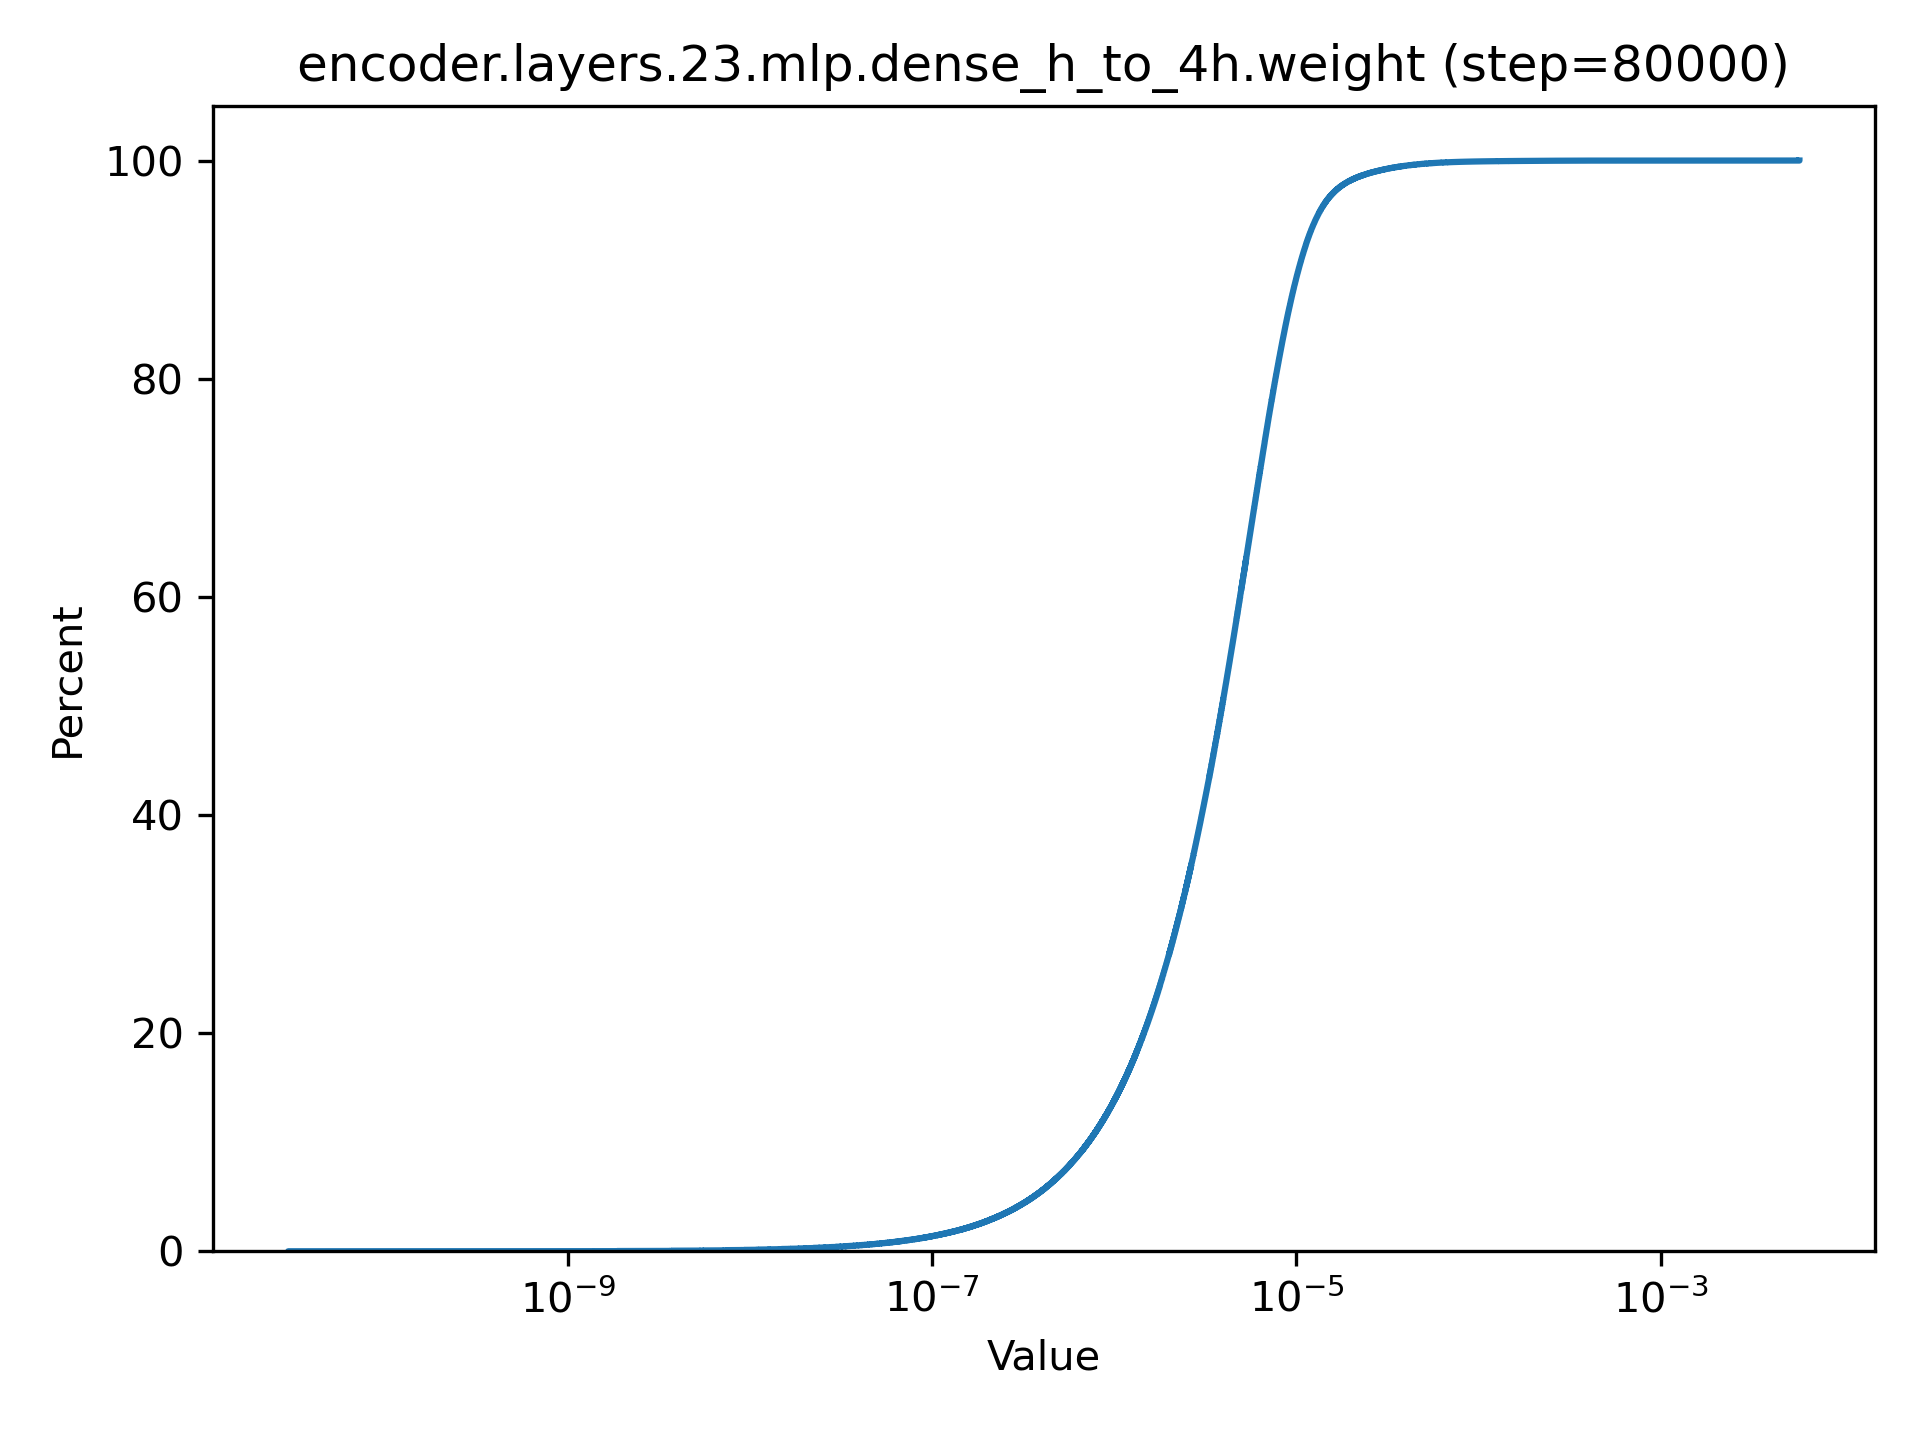 encoder.layers.23.mlp.dense_h_to_4h.weight (step=80000)
Percent
100
80
60
40
20
0
10⁻⁹ 10⁻⁷ 10⁻⁵ 10⁻³
Value